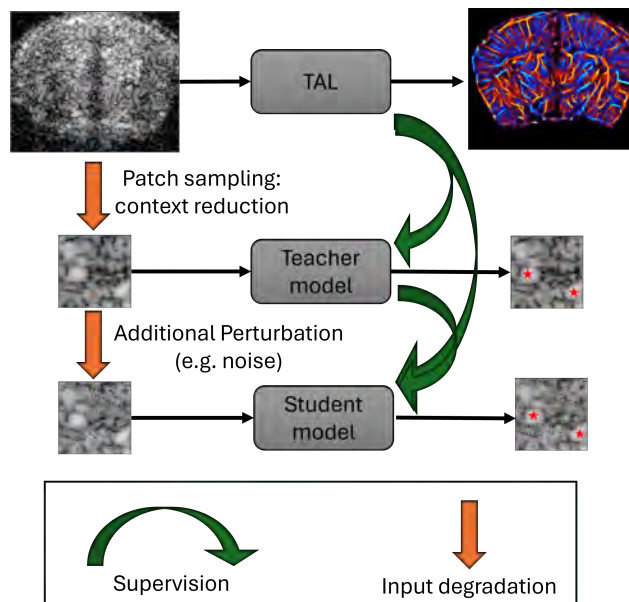 TAL
Patch sampling:
context reduction
Teacher
model
Additional Perturbation
(e.g. noise)
Student
model
Supervision
Input degradation